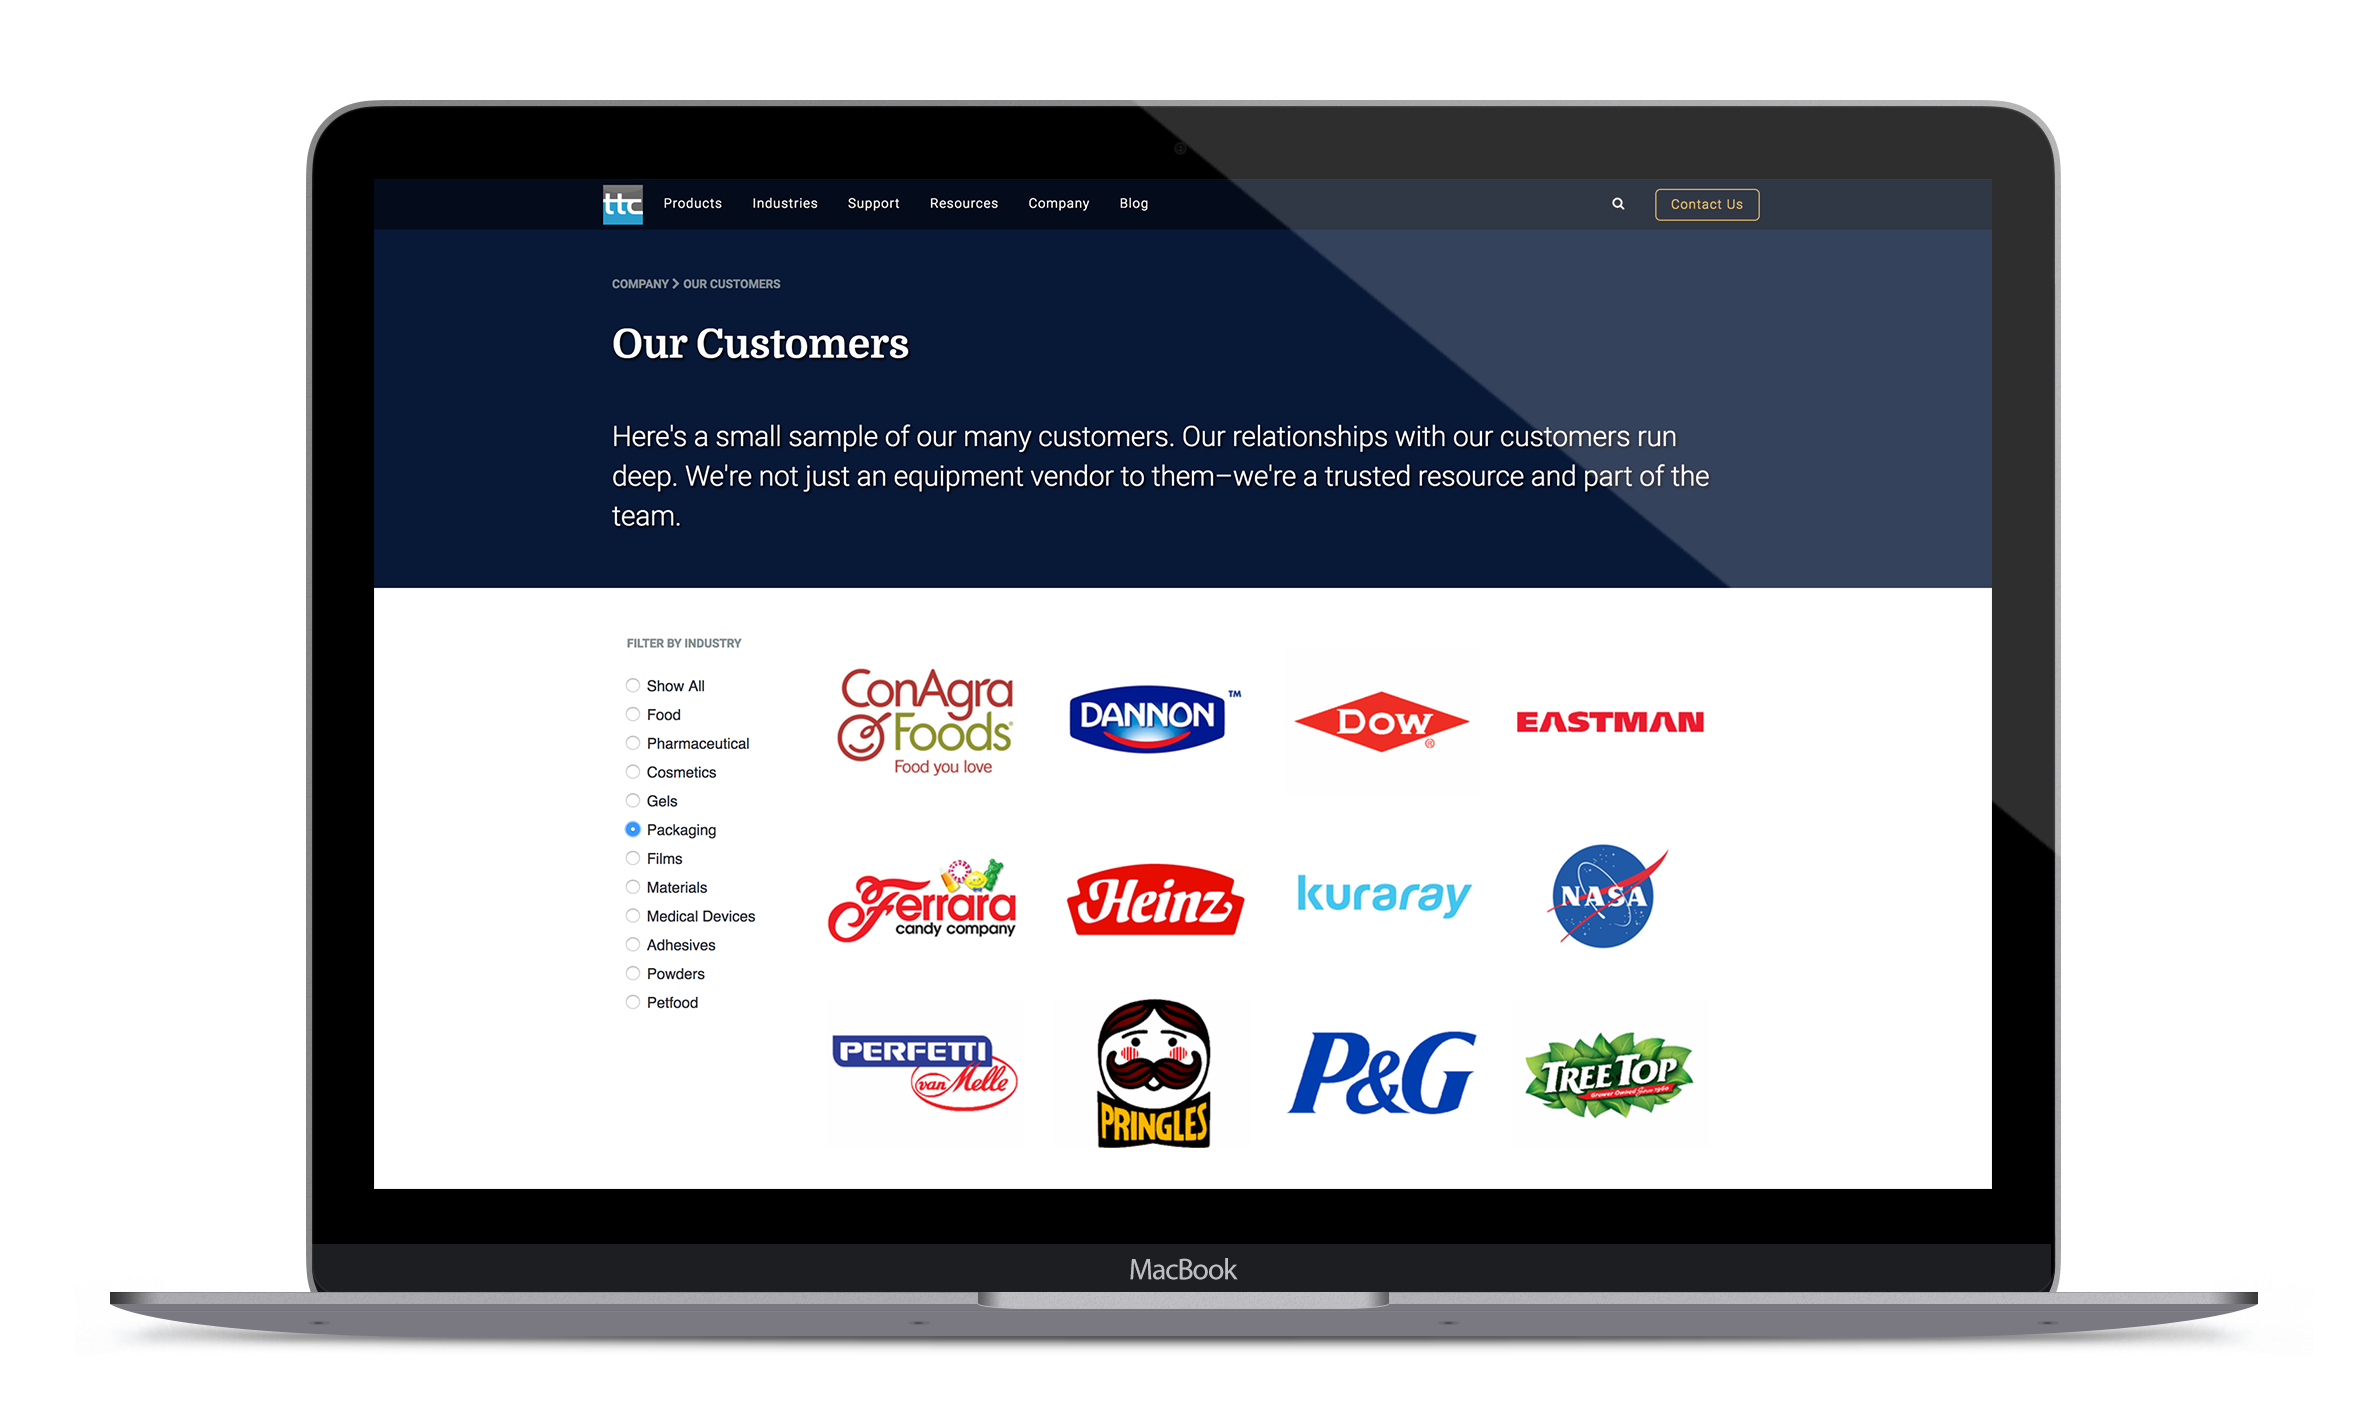 ttc Products Industries Support Resources Company Blog Contact Us
COMPANY > OUR CUSTOMERS
Our Customers
Here's a small sample of our many customers. Our relationships with our customers run
deep. We're not just an equipment vendor to them–we're a trusted resource and part of the
team.
FILTER BY INDUSTRY
Show All
Food
Pharmaceutical
Cosmetics
Gels
Packaging
Films
Materials
Medical Devices
Adhesives
Powders
Petfood
ConAgra
Foods®
Food you love
DANNON™
Dow®
EASTMAN
Ferrara
candy company
Heinz
kuraray
NASA
PERFETTI
van Melle
PRINGLES
P&G
TREE TOP
Grower Owned Since 1960
MacBook